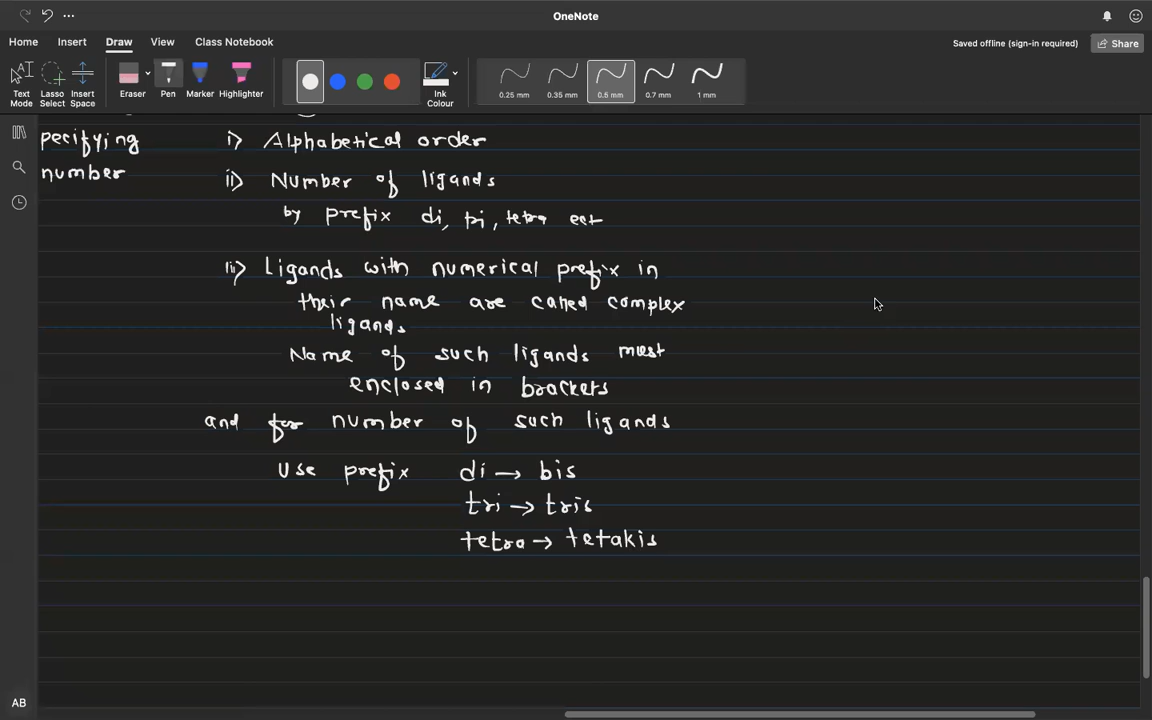 OneNote
Home Insert Draw View Class Notebook
Saved offline (sign-in required) Share
Text Mode Lasso Select Insert Space Eraser Pen Marker Highlighter Ink Colour 0.25 mm 0.35 mm 0.5 mm 0.7 mm 1 mm
pecifying i) Alphabetical order
number ii) Number of ligands
by prefix di, tri, tetra ect
iii) Ligands with numerical prefix in
their name are called complex
ligands
Name of such ligands must
enclosed in brackets
and for number of such ligands
Use prefix di → bis
tri → tris
tetra → tetakis
AB